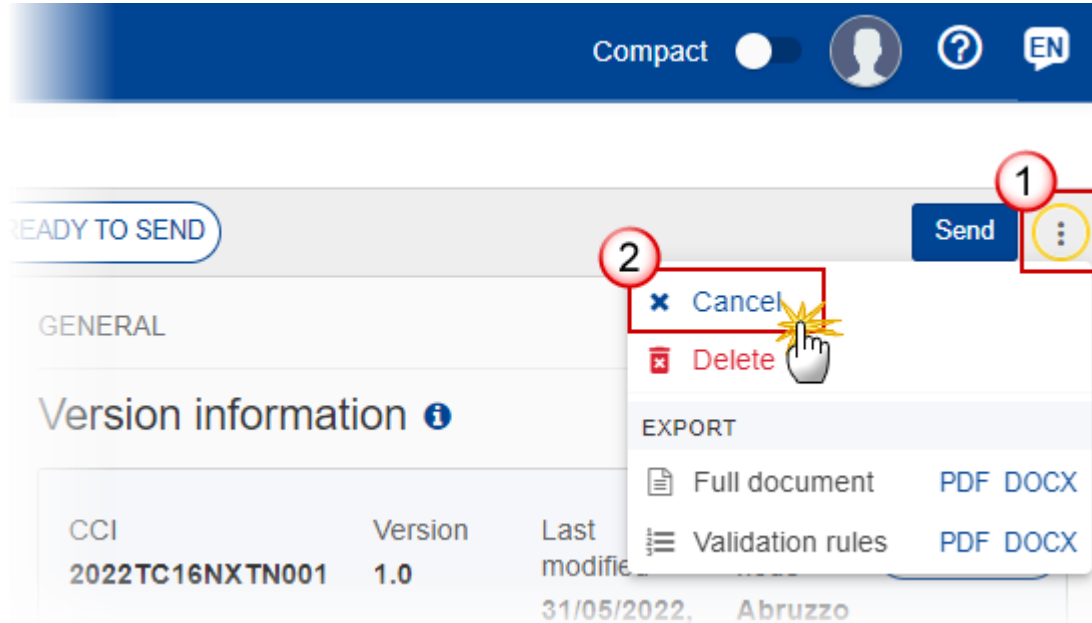 Compact EN
1
READY TO SEND Send
2
Cancel
GENERAL
Delete
Version information
EXPORT
Full document PDF DOCX
CCI Version Last
Validation rules PDF DOCX
2022TC16NXTN001 1.0
31/05/2022, Abruzzo